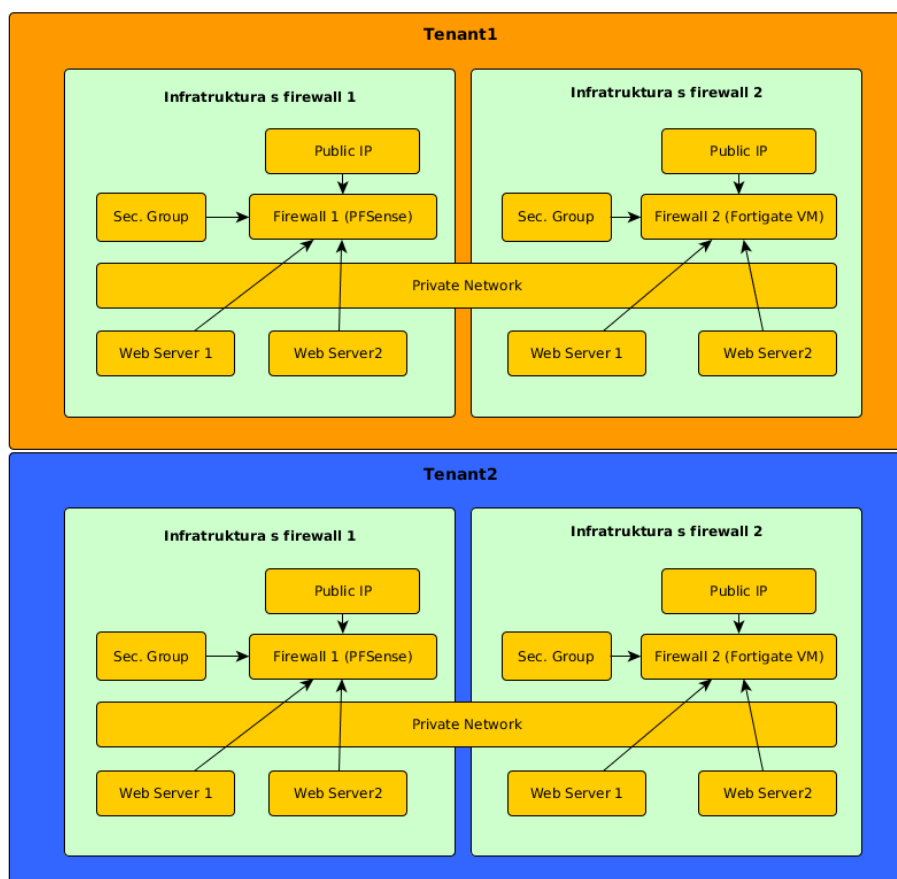 Tenant1
Infratruktura s firewall 1
Infratruktura s firewall 2
Public IP
Public IP
Sec. Group
Firewall 1 (PFSense)
Sec. Group
Firewall 2 (Fortigate VM)
Private Network
Web Server 1
Web Server2
Web Server 1
Web Server2
Tenant2
Infratruktura s firewall 1
Infratruktura s firewall 2
Public IP
Public IP
Sec. Group
Firewall 1 (PFSense)
Sec. Group
Firewall 2 (Fortigate VM)
Private Network
Web Server 1
Web Server2
Web Server 1
Web Server2